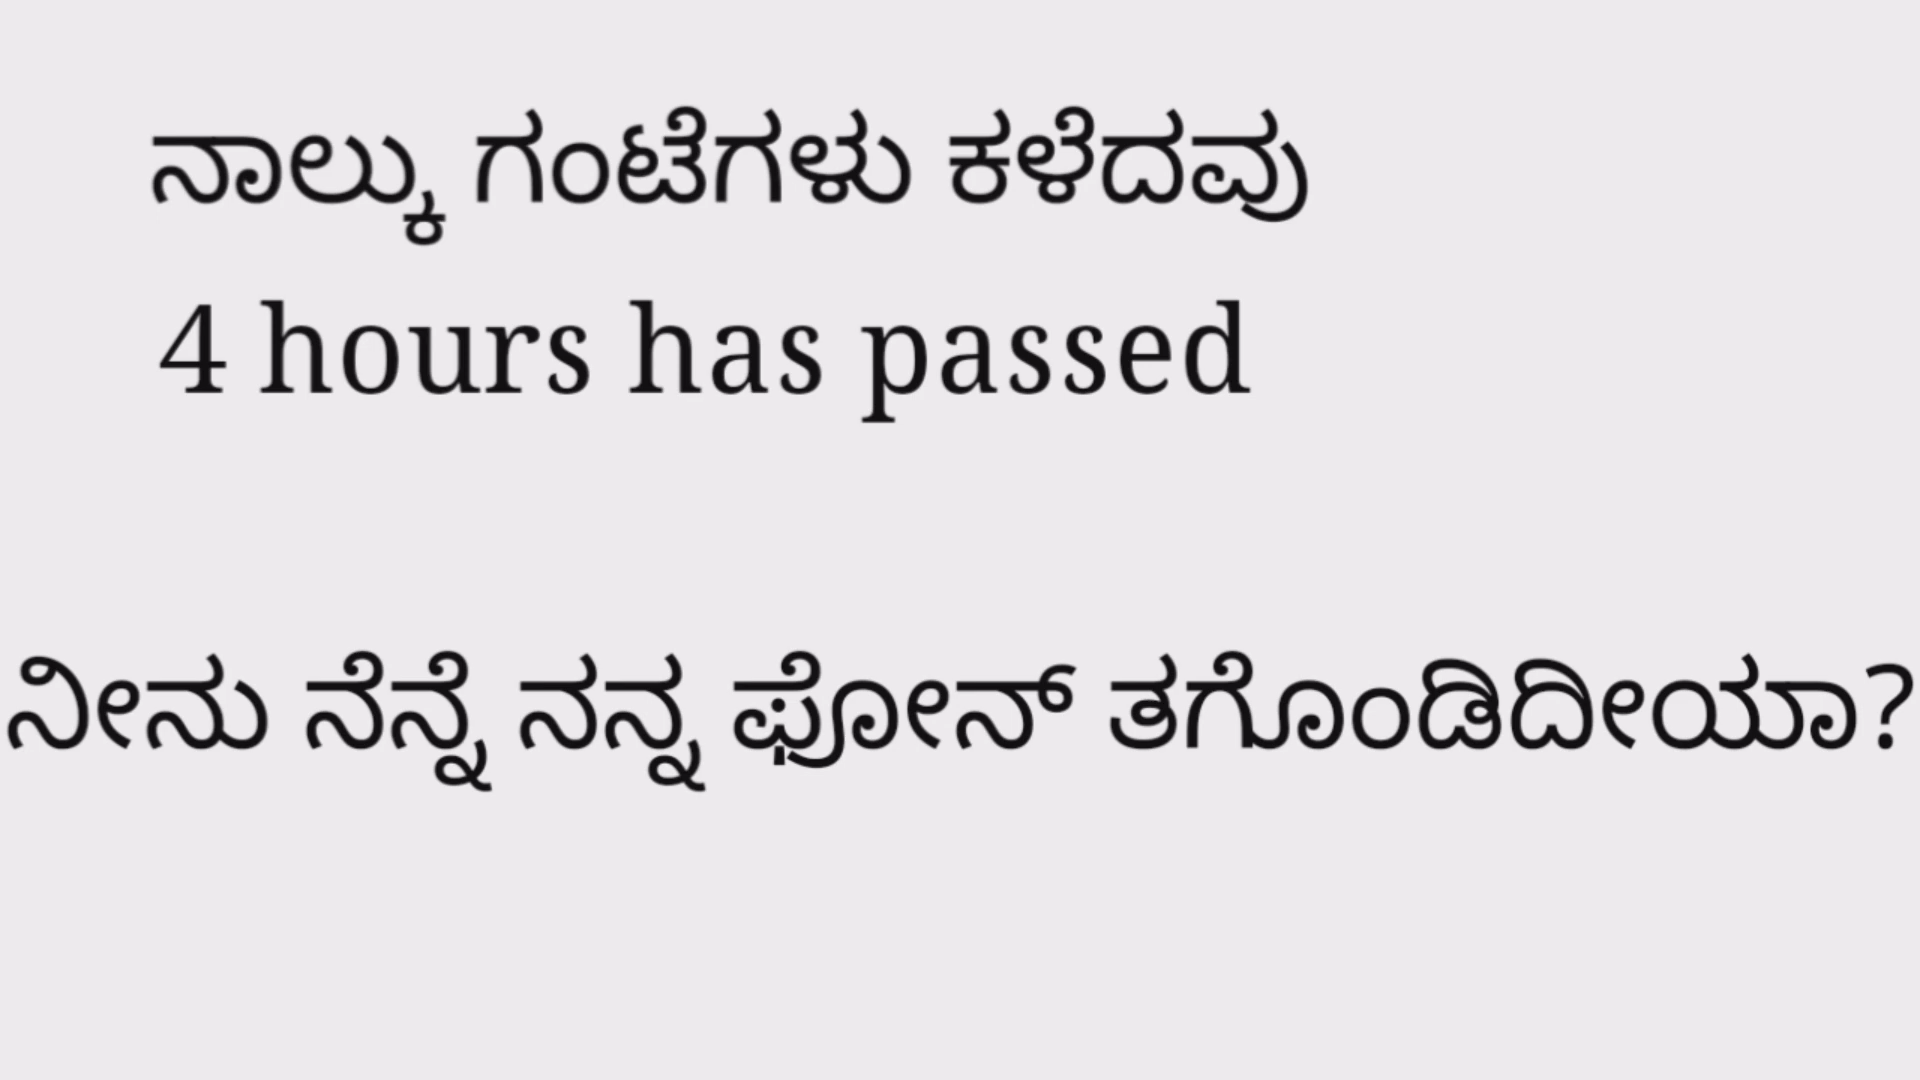 ನಾಲ್ಕು ಗಂಟೆಗಳು ಕಳೆದವು
4 hours has passed
ನೀನು ನೆನ್ನೆ ನನ್ನ ಫೋನ್ ತಗೊಂಡಿದೀಯಾ?